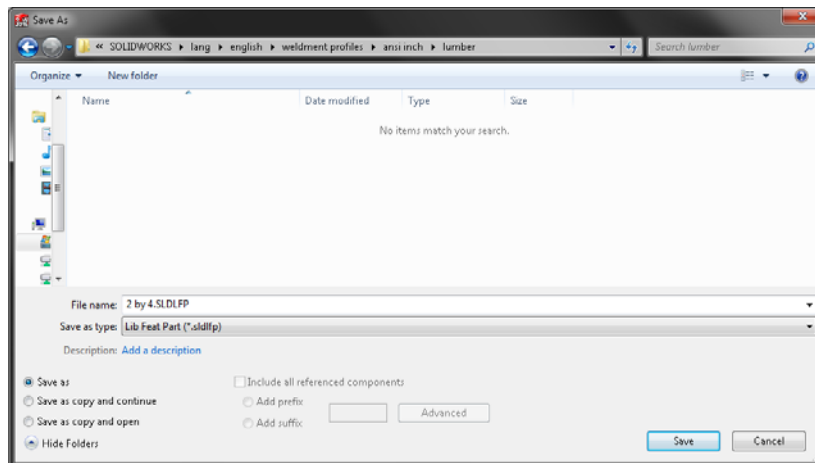 Save As
« SOLIDWORKS ▸ lang ▸ english ▸ weldment profiles ▸ ansi inch ▸ lumber
Search lumber
Organize ▾ New folder
Name Date modified Type Size
No items match your search.
File name: 2 by 4.SLDLFP
Save as type: Lib Feat Part (*.sldlfp)
Description: Add a description
Save as
Include all referenced components
Save as copy and continue
Add prefix
Advanced
Save as copy and open
Add suffix
Hide Folders
Save Cancel